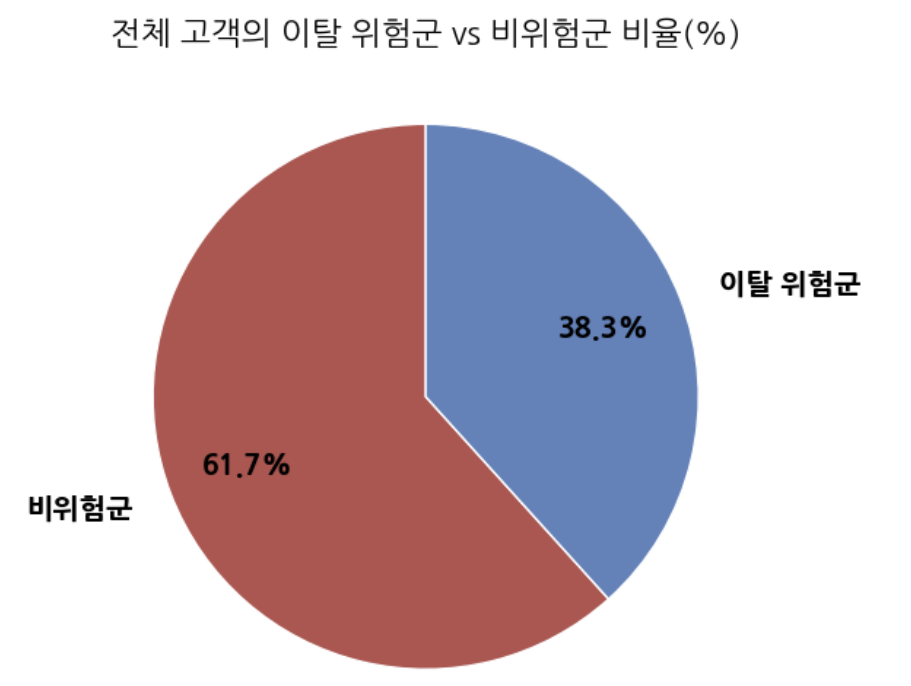 전체 고객의 이탈 위험군 vs 비위험군 비율(%)
이탈 위험군
38.3%
61.7%
비위험군